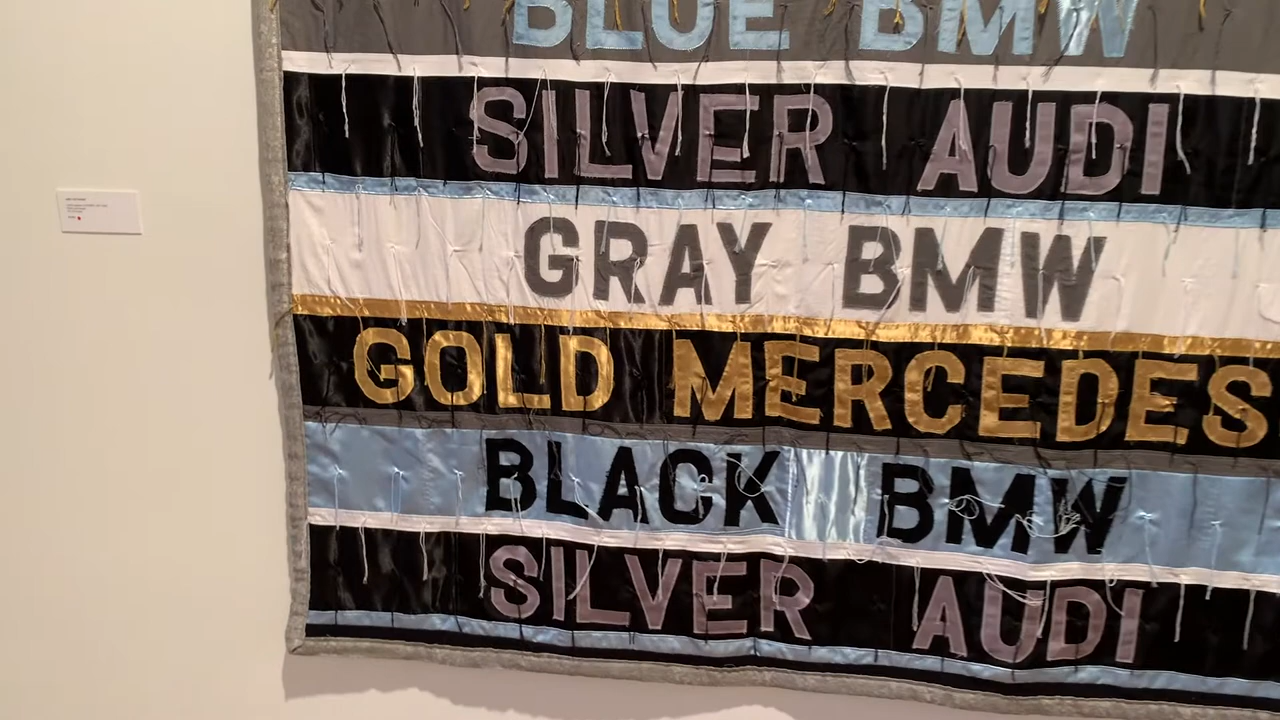 BLUE BMW
SILVER AUDI
GRAY BMW
GOLD MERCEDES
BLACK BMW
SILVER AUDI